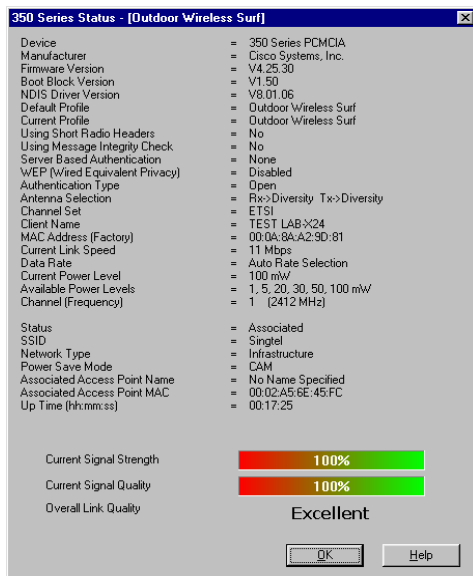 350 Series Status - [Outdoor Wireless Surf]
Device = 350 Series PCMCIA
Manufacturer = Cisco Systems, Inc.
Firmware Version = V4.25.30
Boot Block Version = V1.50
NDIS Driver Version = V8.01.06
Default Profile = Outdoor Wireless Surf
Current Profile = Outdoor Wireless Surf
Using Short Radio Headers = No
Using Message Integrity Check = No
Server Based Authentication = None
WEP (Wired Equivalent Privacy) = Disabled
Authentication Type = Open
Antenna Selection = Rx->Diversity Tx->Diversity
Channel Set = ETSI
Client Name = TEST LAB-X24
MAC Address (Factory) = 00:0A:8A:A2:9D:81
Current Link Speed = 11 Mbps
Data Rate = Auto Rate Selection
Current Power Level = 100 mW
Available Power Levels = 1, 5, 20, 30, 50, 100 mW
Channel (Frequency) = 1 (2412 MHz)
Status = Associated
SSID = Singtel
Network Type = Infrastructure
Power Save Mode = CAM
Associated Access Point Name = No Name Specified
Associated Access Point MAC = 00:02:A5:6E:45:FC
Up Time (hh:mm:ss) = 00:17:25
Current Signal Strength 100%
Current Signal Quality 100%
Overall Link Quality Excellent
OK Help